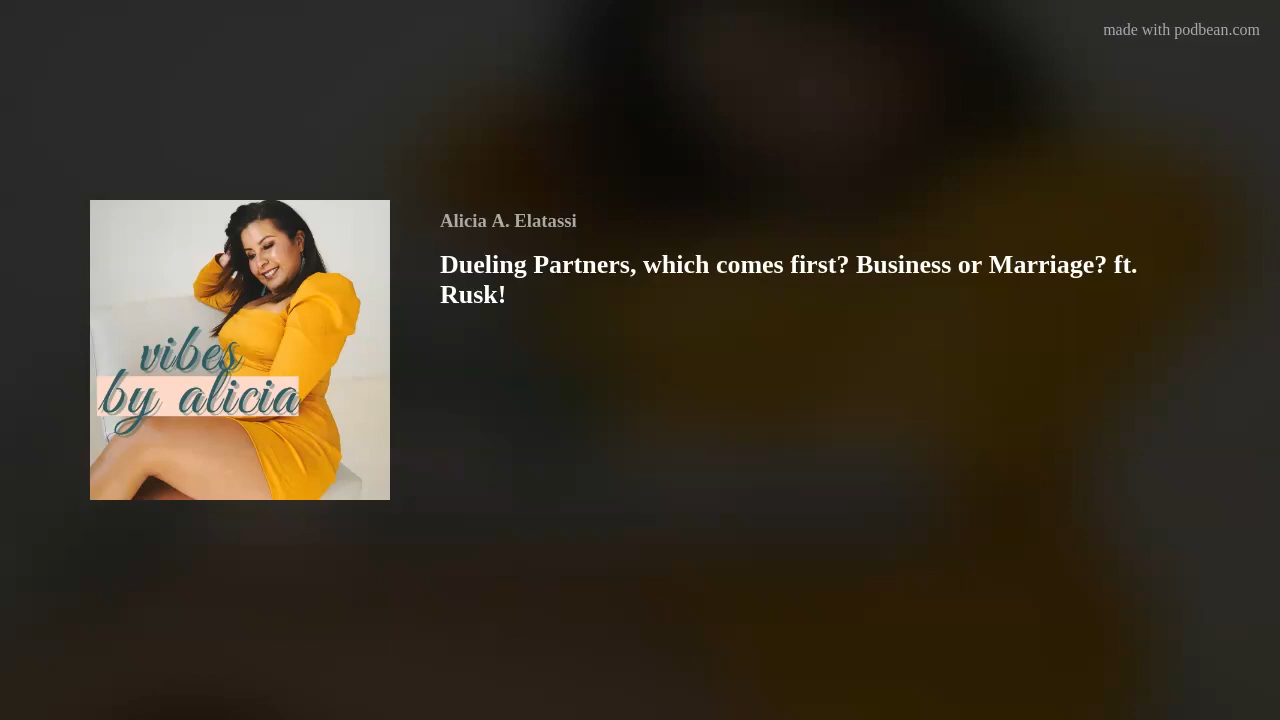 made with podbean.com
Alicia A. Elatassi
Dueling Partners, which comes first? Business or Marriage? ft.
Rusk!
vibes
by alicia